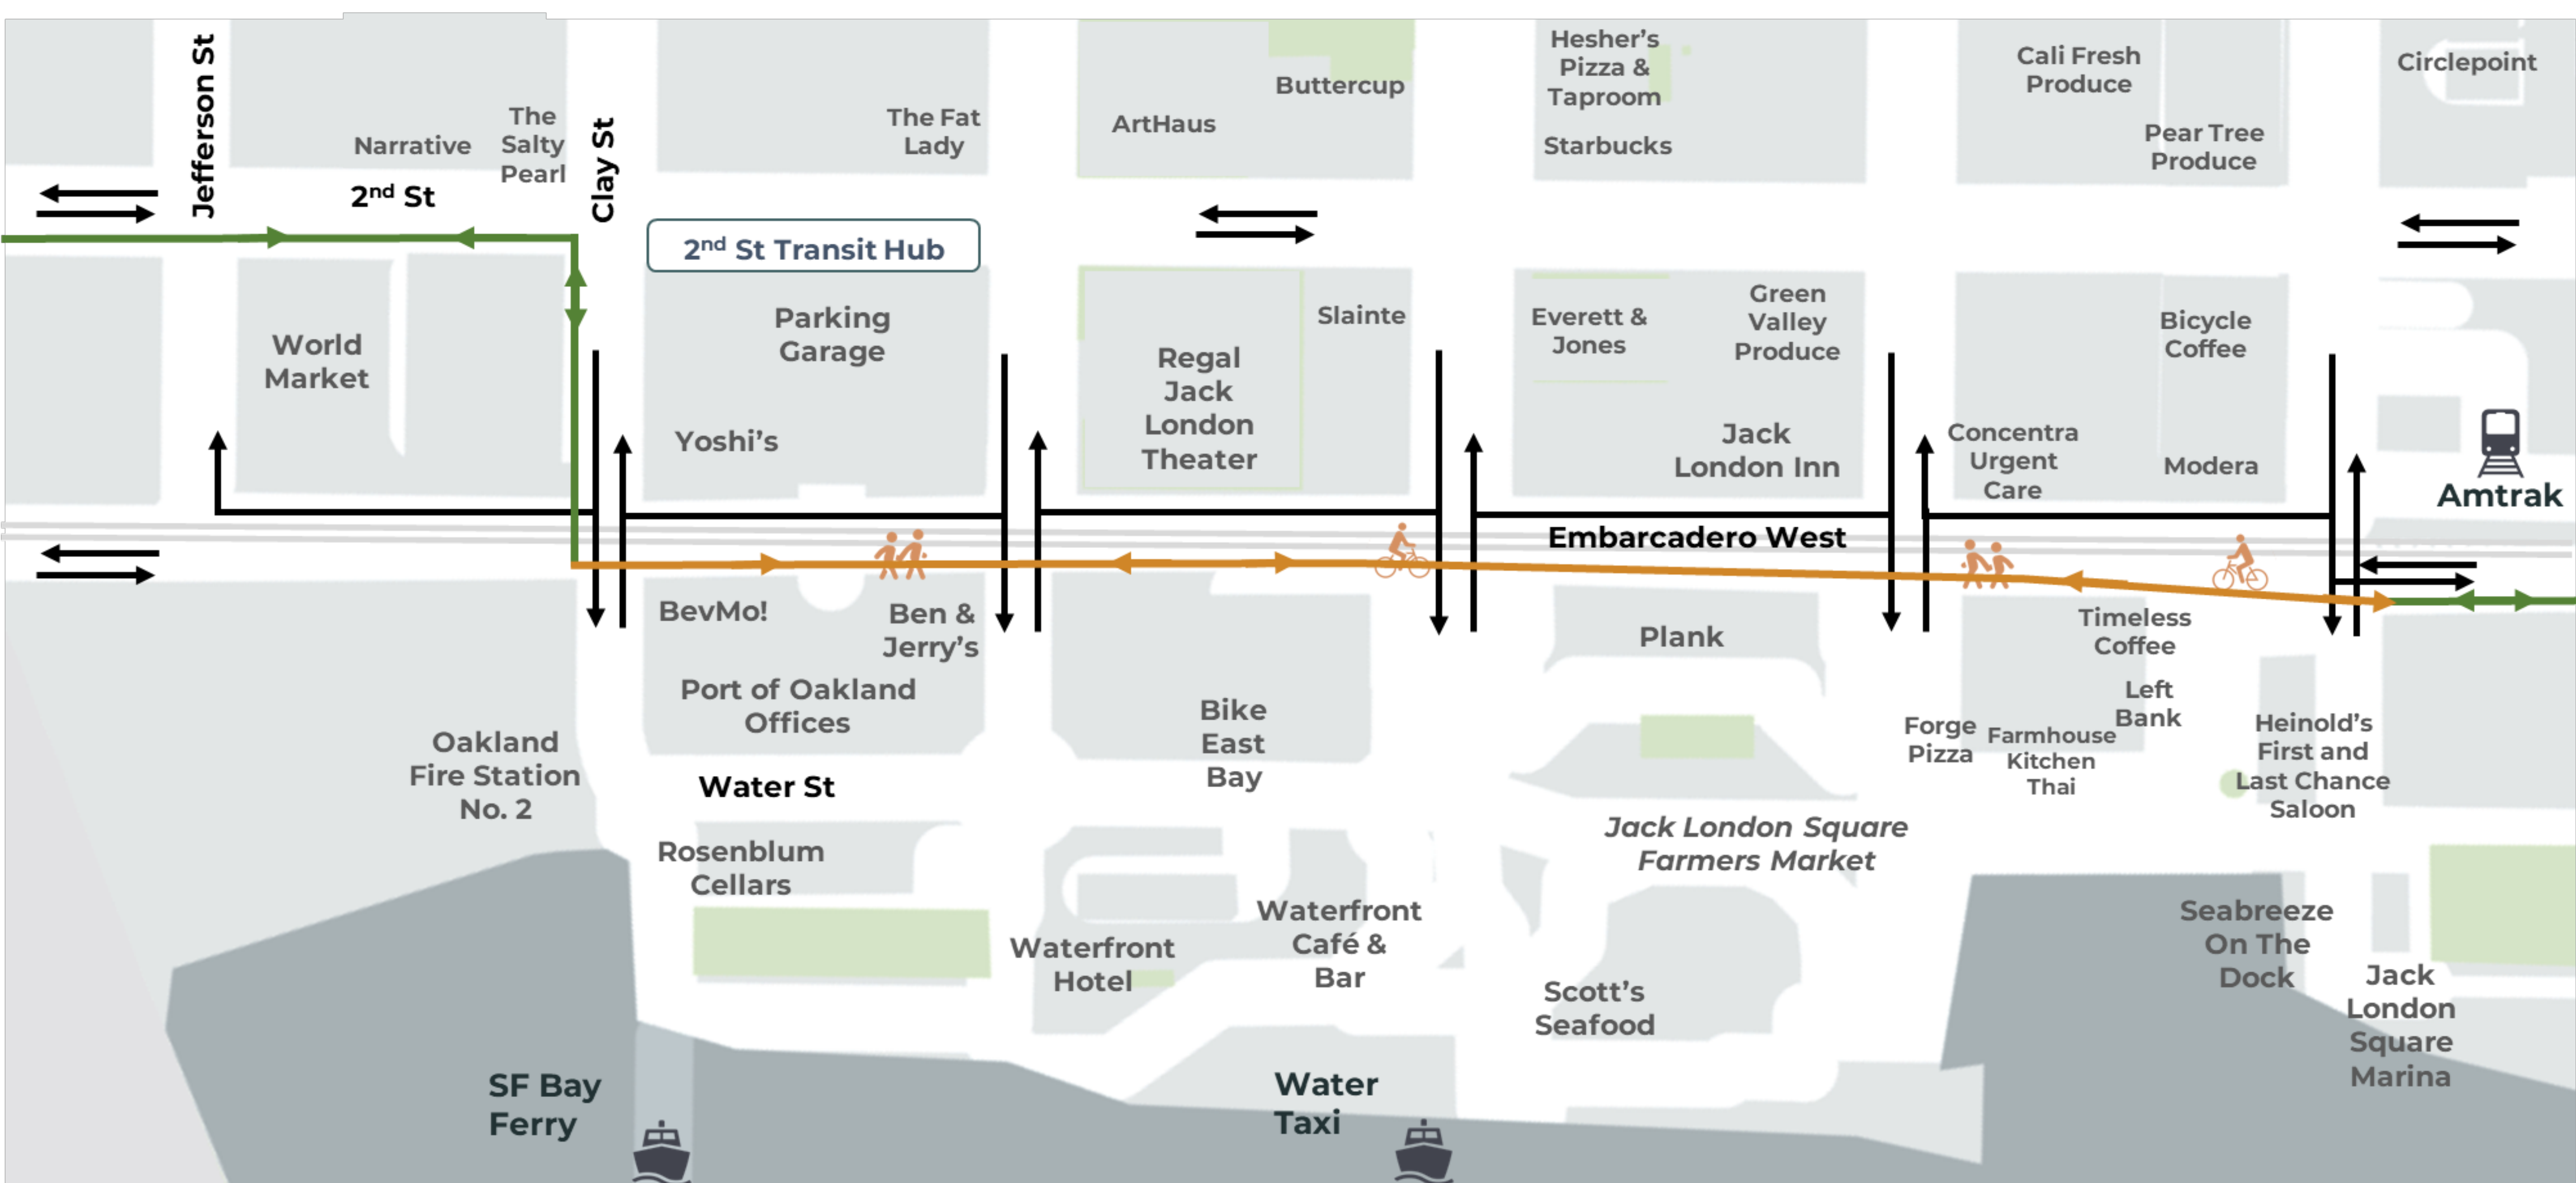 Jefferson St
Clay St
Narrative
The
Salty
Pearl
2nd St
The Fat
Lady
ArtHaus
Buttercup
Hesher's
Pizza &
Taproom
Starbucks
Cali Fresh
Produce
Pear Tree
Produce
Circlepoint
2nd St Transit Hub
World
Market
Parking
Garage
Yoshi's
Regal
Jack
London
Theater
Slainte
Everett &
Jones
Green
Valley
Produce
Jack
London Inn
Concentra
Urgent
Care
Bicycle
Coffee
Modera
Amtrak
Embarcadero West
BevMo!
Ben &
Jerry's
Port of Oakland
Offices
Oakland
Fire Station
No. 2
Water St
Bike
East
Bay
Plank
Timeless
Coffee
Left
Bank
Forge
Pizza
Farmhouse
Kitchen
Thai
Heinold's
First and
Last Chance
Saloon
Jack London Square
Farmers Market
Rosenblum
Cellars
Waterfront
Hotel
Waterfront
Café &
Bar
Scott's
Seafood
Seabreeze
On The
Dock
Jack
London
Square
Marina
SF Bay
Ferry
Water
Taxi